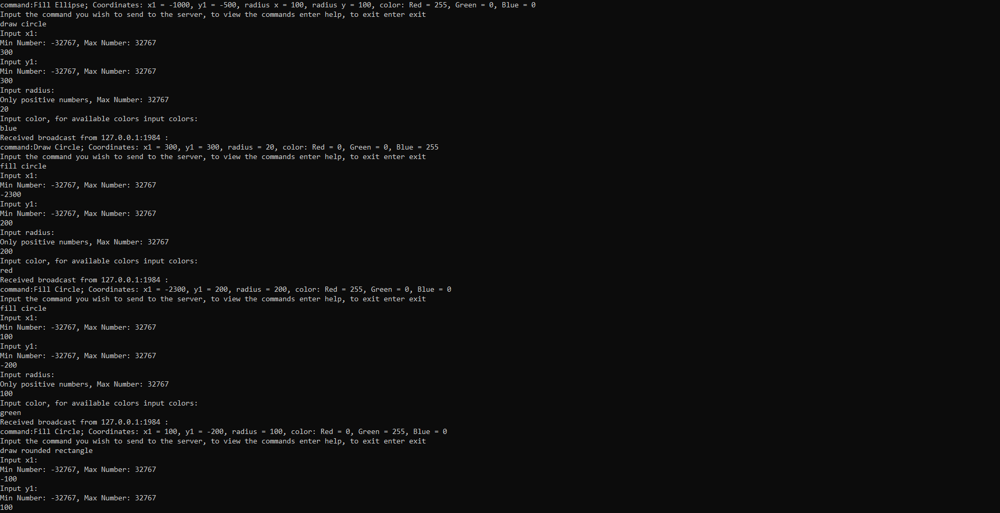 command:Fill Ellipse; Coordinates: x1 = -1000, y1 = -500, radius x = 100, radius y = 100, color: Red = 255, Green = 0, Blue = 0
Input the command you wish to send to the server, to view the commands enter help, to exit enter exit
draw circle
Input x1:
Min Number: -32767, Max Number: 32767
300
Input y1:
Min Number: -32767, Max Number: 32767
300
Input radius:
Only positive numbers, Max Number: 32767
20
Input color, for available colors input colors:
blue
Received broadcast from 127.0.0.1:1984 :
command:Draw Circle; Coordinates: x1 = 300, y1 = 300, radius = 20, color: Red = 0, Green = 0, Blue = 255
Input the command you wish to send to the server, to view the commands enter help, to exit enter exit
fill circle
Input x1:
Min Number: -32767, Max Number: 32767
-2300
Input y1:
Min Number: -32767, Max Number: 32767
200
Input radius:
Only positive numbers, Max Number: 32767
200
Input color, for available colors input colors:
red
Received broadcast from 127.0.0.1:1984 :
command:Fill Circle; Coordinates: x1 = -2300, y1 = 200, radius = 200, color: Red = 255, Green = 0, Blue = 0
Input the command you wish to send to the server, to view the commands enter help, to exit enter exit
fill circle
Input x1:
Min Number: -32767, Max Number: 32767
100
Input y1:
Min Number: -32767, Max Number: 32767
-200
Input radius:
Only positive numbers, Max Number: 32767
100
Input color, for available colors input colors:
green
Received broadcast from 127.0.0.1:1984 :
command:Fill Circle; Coordinates: x1 = 100, y1 = -200, radius = 100, color: Red = 0, Green = 255, Blue = 0
Input the command you wish to send to the server, to view the commands enter help, to exit enter exit
draw rounded rectangle
Input x1:
Min Number: -32767, Max Number: 32767
-100
Input y1:
Min Number: -32767, Max Number: 32767
100